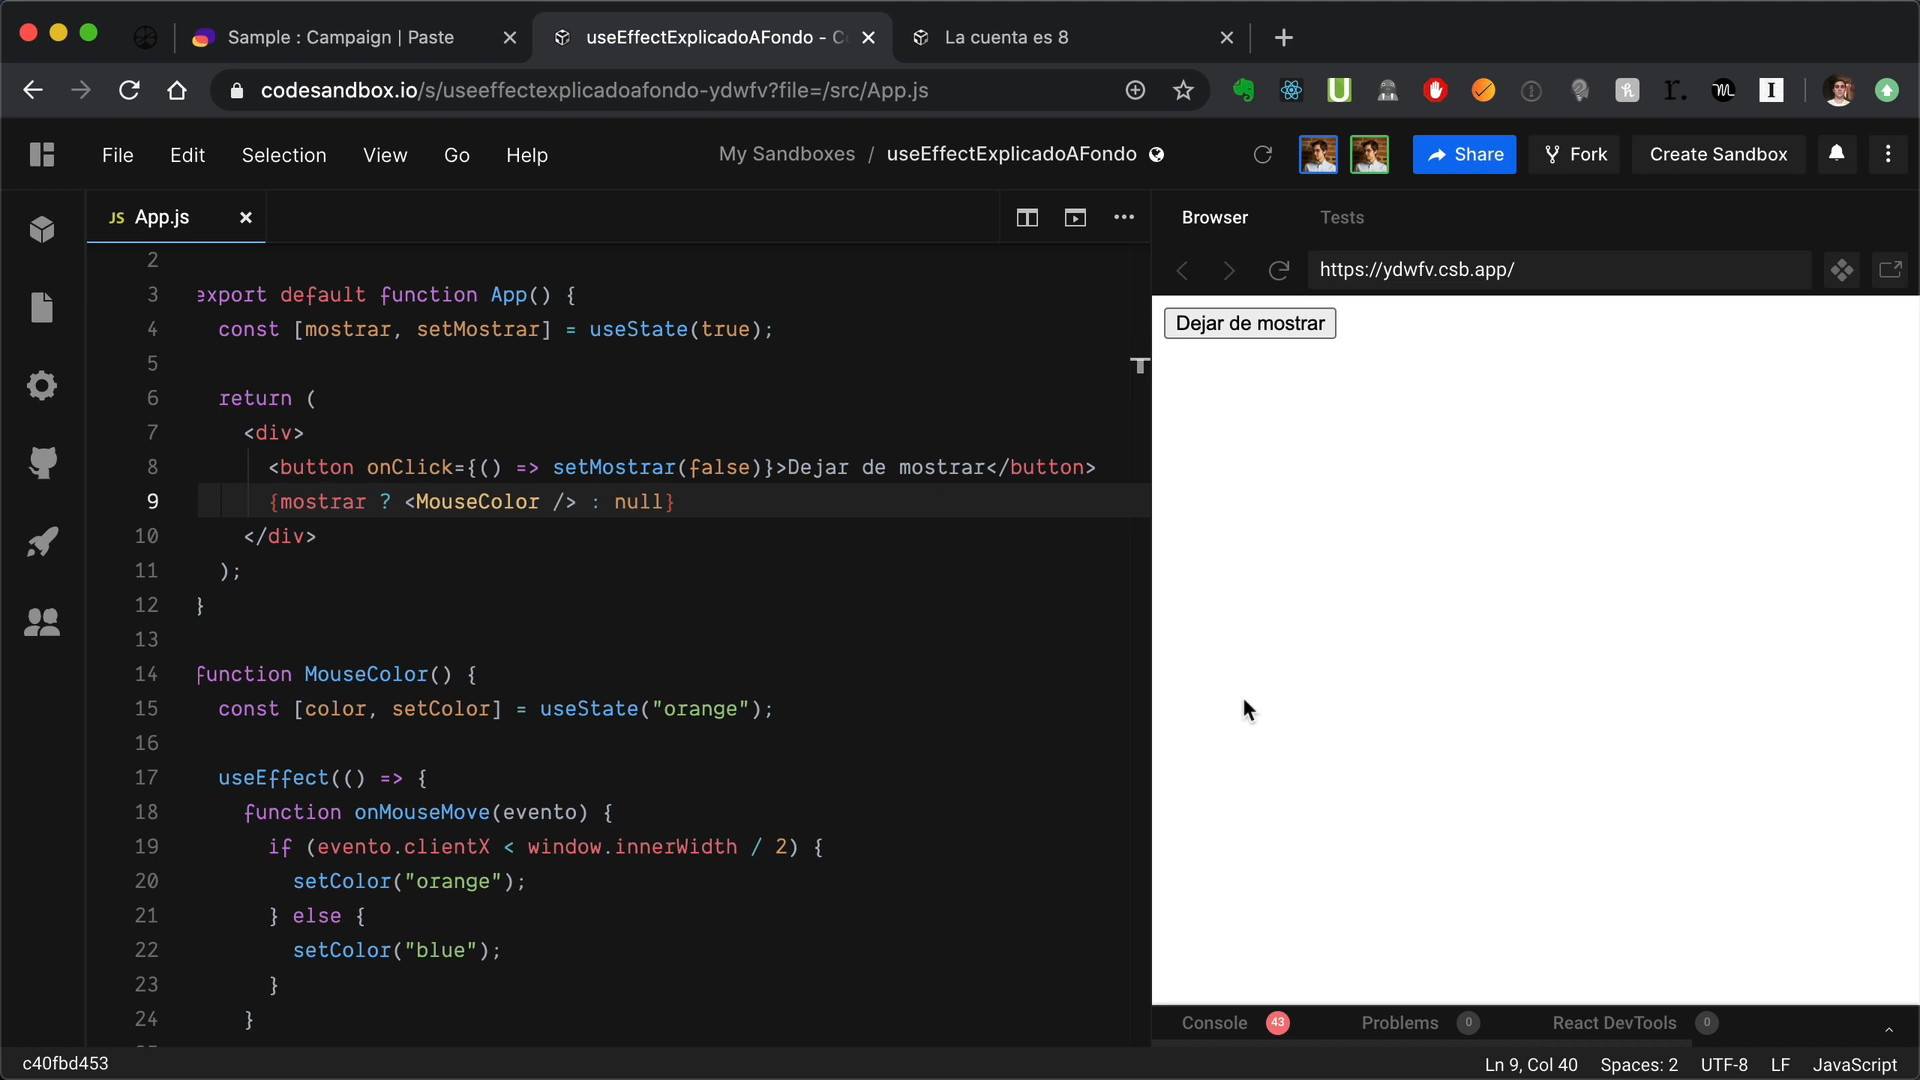 Sample : Campaign | Paste
useEffectExplicadoAFondo - C
La cuenta es 8
codesandbox.io/s/useeffectexplicadoafondo-ydwfv?file=/src/App.js
File Edit Selection View Go Help
My Sandboxes / useEffectExplicadoAFondo
Share
Fork
Create Sandbox
JS App.js
Browser
Tests
https://ydwfv.csb.app/
2
3 export default function App() {
4 const [mostrar, setMostrar] = useState(true);
5
6 return (
7 <div>
8 <button onClick={() => setMostrar(false)}>Dejar de mostrar</button>
9 {mostrar ? <MouseColor /> : null}
10 </div>
11 );
12 }
13
14 function MouseColor() {
15 const [color, setColor] = useState("orange");
16
17 useEffect(() => {
18 function onMouseMove(evento) {
19 if (evento.clientX < window.innerWidth / 2) {
20 setColor("orange");
21 } else {
22 setColor("blue");
23 }
24 }
Dejar de mostrar
Console 43
Problems 0
React DevTools 0
c40fbd453
Ln 9, Col 40 Spaces: 2 UTF-8 LF JavaScript